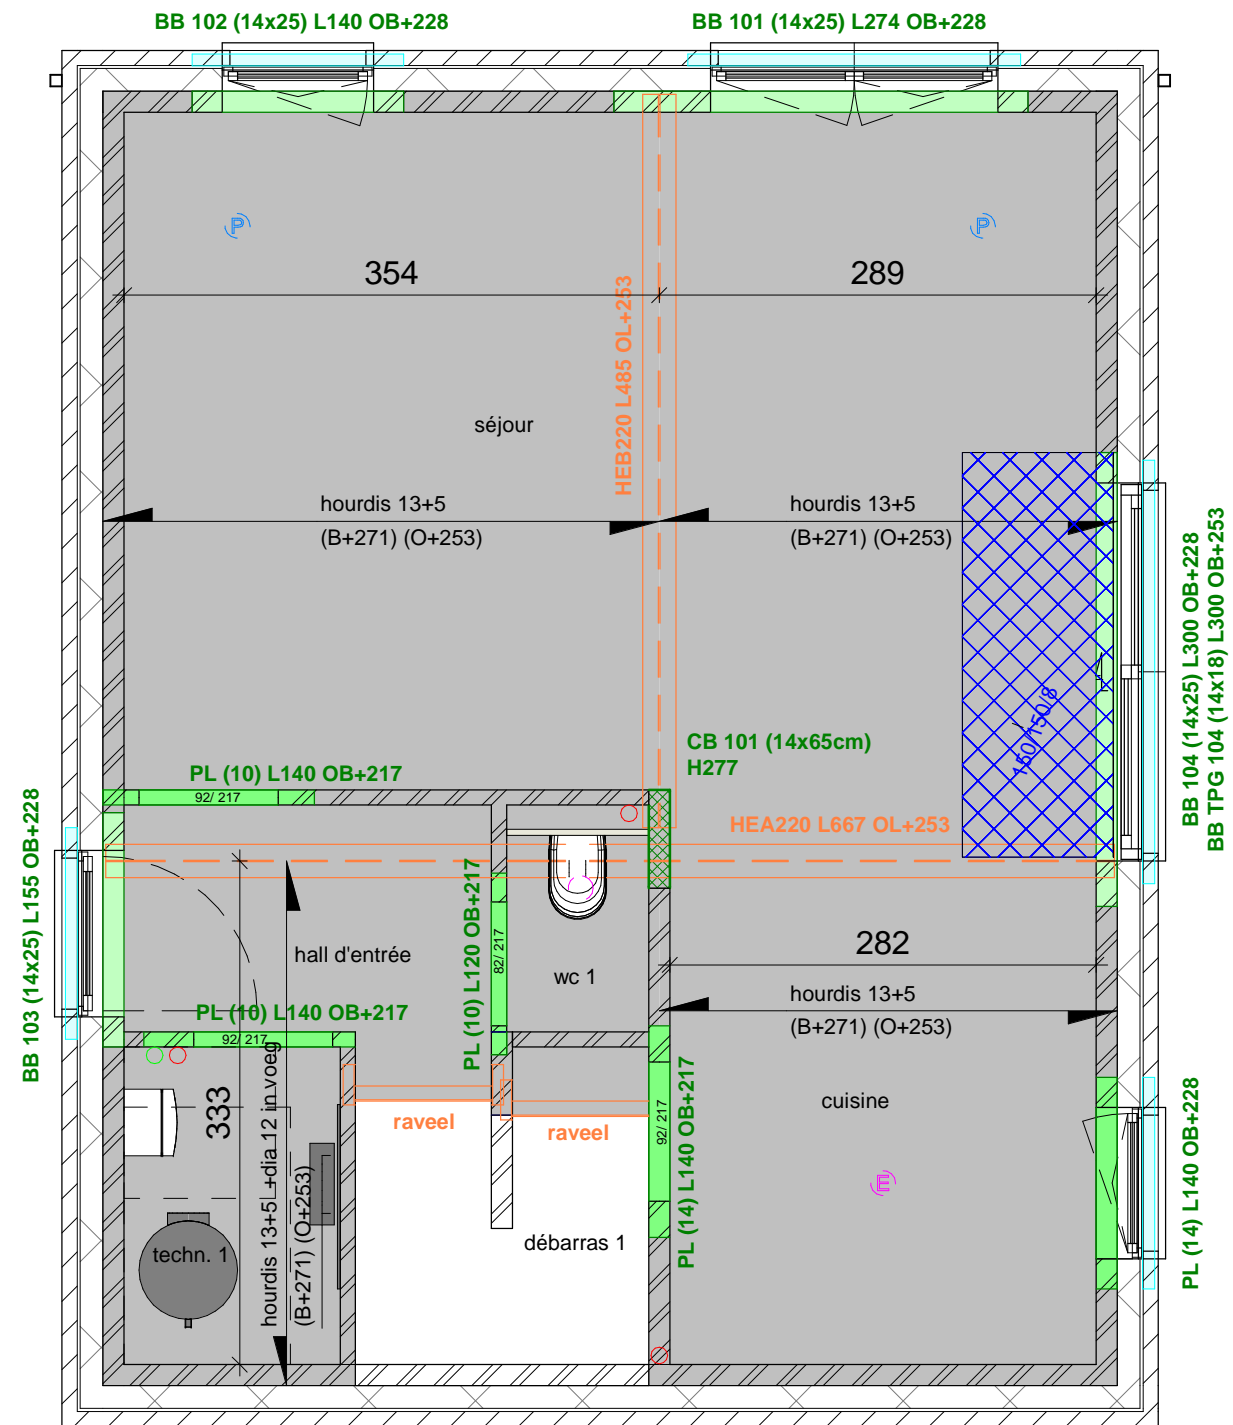 BB 102 (14x25) L140 OB+228
BB 101 (14x25) L274 OB+228
P
P
354
289
HEB220 L485 OL+253
séjour
hourdis 13+5
(B+271) (O+253)
hourdis 13+5
(B+271) (O+253)
150/150/8
BB 104 (14x25) L300 OB+228
BB TPG 104 (14x18) L300 OB+253
CB 101 (14x65cm)
H277
PL (10) L140 OB+217
92/ 217
HEA220 L667 OL+253
BB 103 (14x25) L155 OB+228
PL (10) L120 OB+217
82/ 217
hall d'entrée
wc 1
282
hourdis 13+5
(B+271) (O+253)
PL (10) L140 OB+217
92/ 217
333
hourdis 13+5 +dia 12 in voeg
(B+271) (O+253)
raveel
raveel
92/ 217
PL (14) L140 OB+217
cuisine
E
PL (14) L140 OB+228
techn. 1
débarras 1